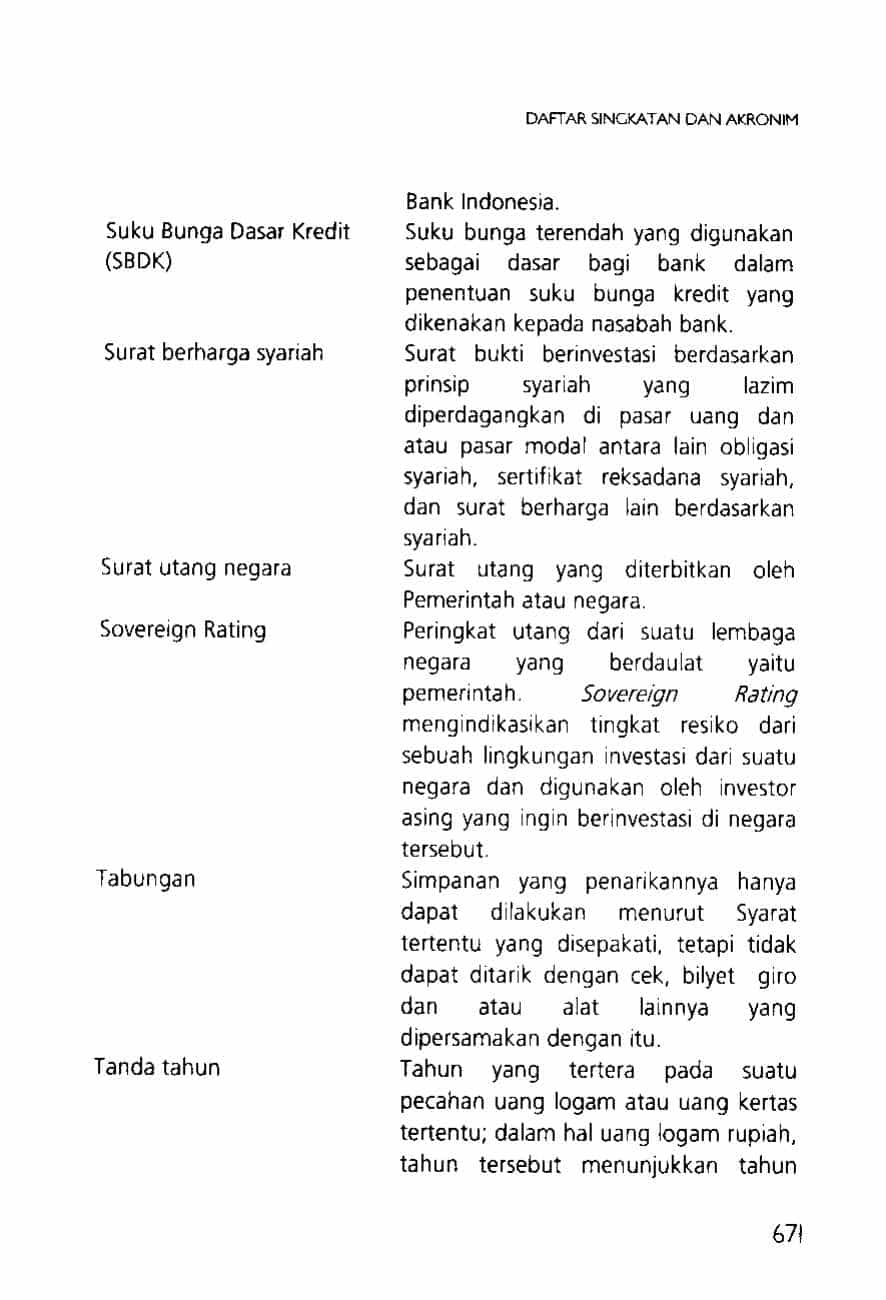 DAFTAR SINGKATAN DAN AKRONIM
Bank Indonesia.
Suku Bunga Dasar Kredit Suku bunga terendah yang digunakan
(SBDK) sebagai dasar bagi bank dalam
penentuan suku bunga kredit yang
dikenakan kepada nasabah bank.
Surat berharga syariah Surat bukti berinvestasi berdasarkan
prinsip syariah yang lazim
diperdagangkan di pasar uang dan
atau pasar modal antara lain obligasi
syariah, sertifikat reksadana syariah,
dan surat berharga lain berdasarkan
syariah.
Surat utang negara Surat utang yang diterbitkan oleh
Pemerintah atau negara.
Sovereign Rating Peringkat utang dari suatu lembaga
negara yang berdaulat yaitu
pemerintah. Sovereign Rating
mengindikasikan tingkat resiko dari
sebuah lingkungan investasi dari suatu
negara dan digunakan oleh investor
asing yang ingin berinvestasi di negara
tersebut.
Tabungan Simpanan yang penarikannya hanya
dapat dilakukan menurut Syarat
tertentu yang disepakati, tetapi tidak
dapat ditarik dengan cek, bilyet giro
dan atau alat lainnya yang
dipersamakan dengan itu.
Tanda tahun Tahun yang tertera pada suatu
pecahan uang logam atau uang kertas
tertentu; dalam hal uang logam rupiah,
tahun tersebut menunjukkan tahun
671